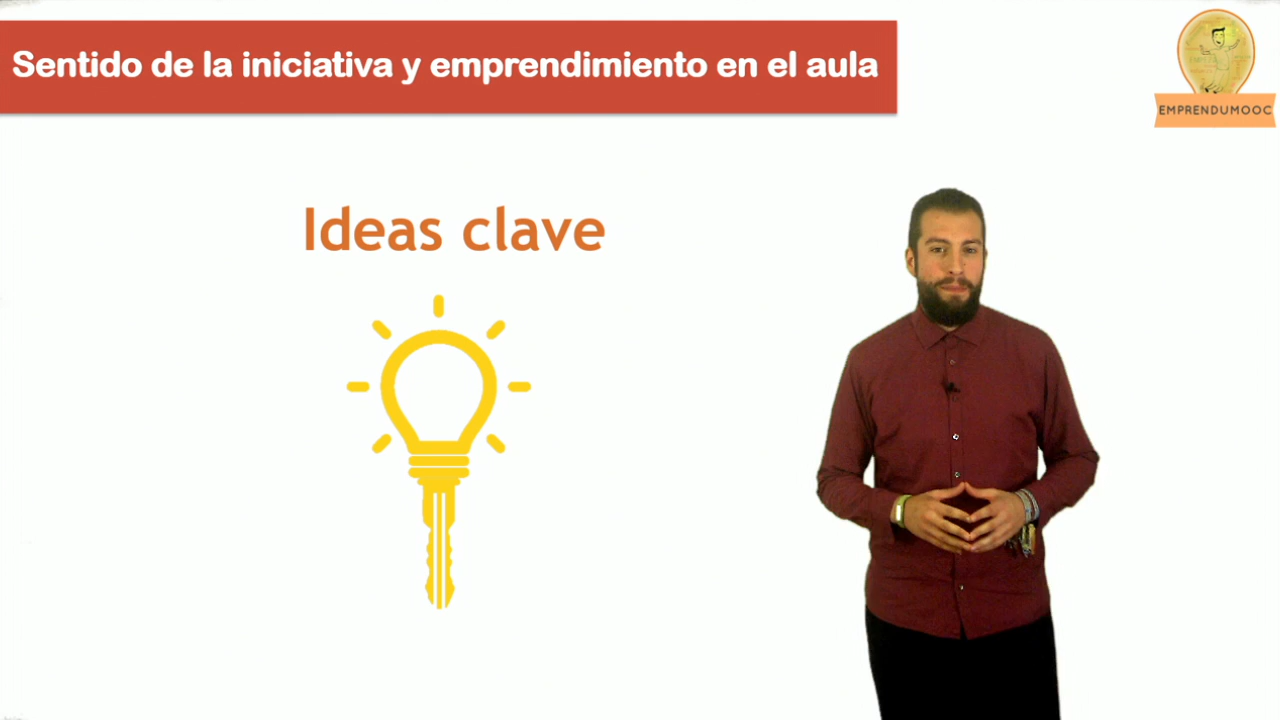 Sentido de la iniciativa y emprendimiento en el aula
EMPRENDUMOOC
Ideas clave